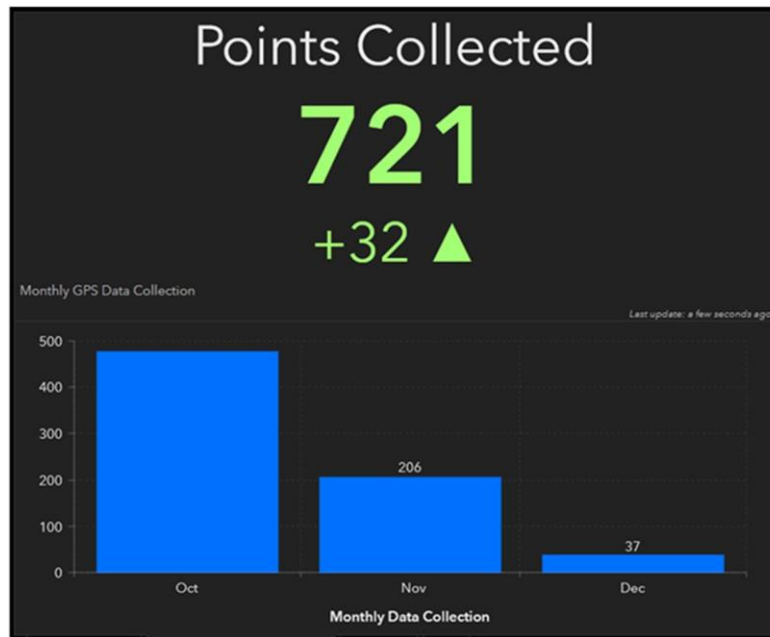 Points Collected
721
+32 ▲
Monthly GPS Data Collection
Last update: a few seconds ago
500
400
300
200
100
0
206
37
Oct
Nov
Dec
Monthly Data Collection